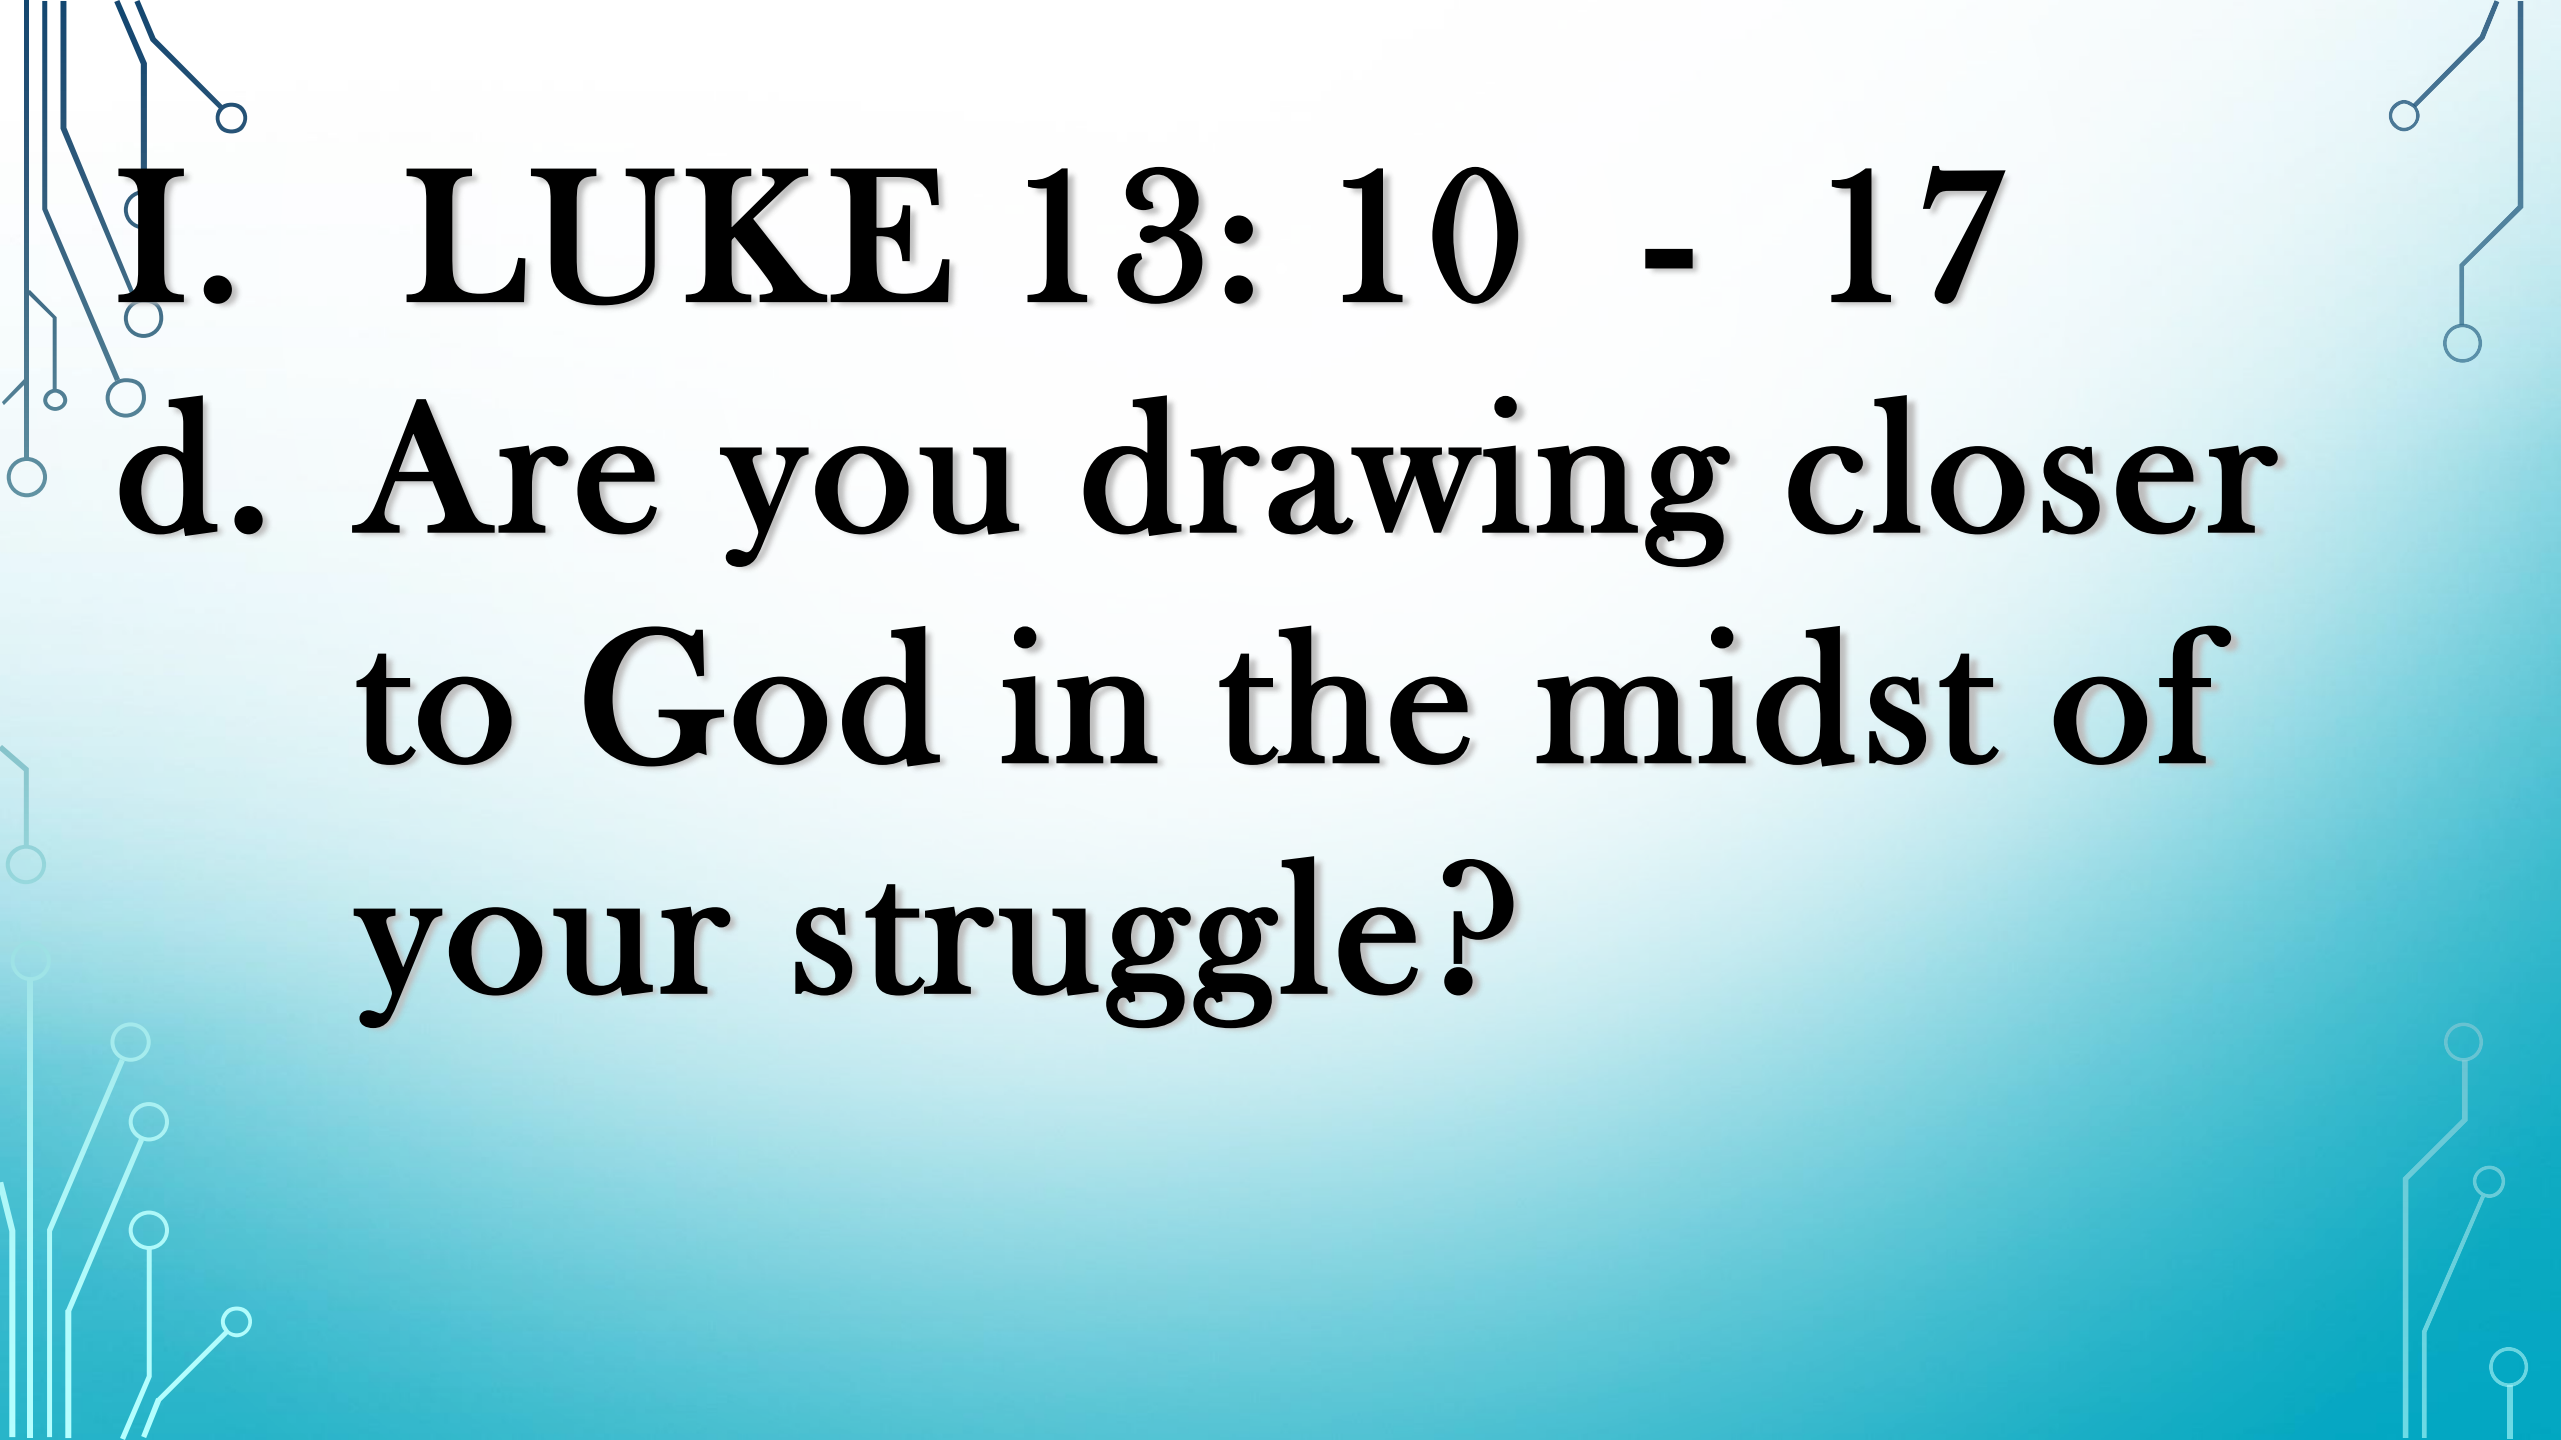 I. LUKE 13: 10 - 17
d. Are you drawing closer
to God in the midst of
your struggle?